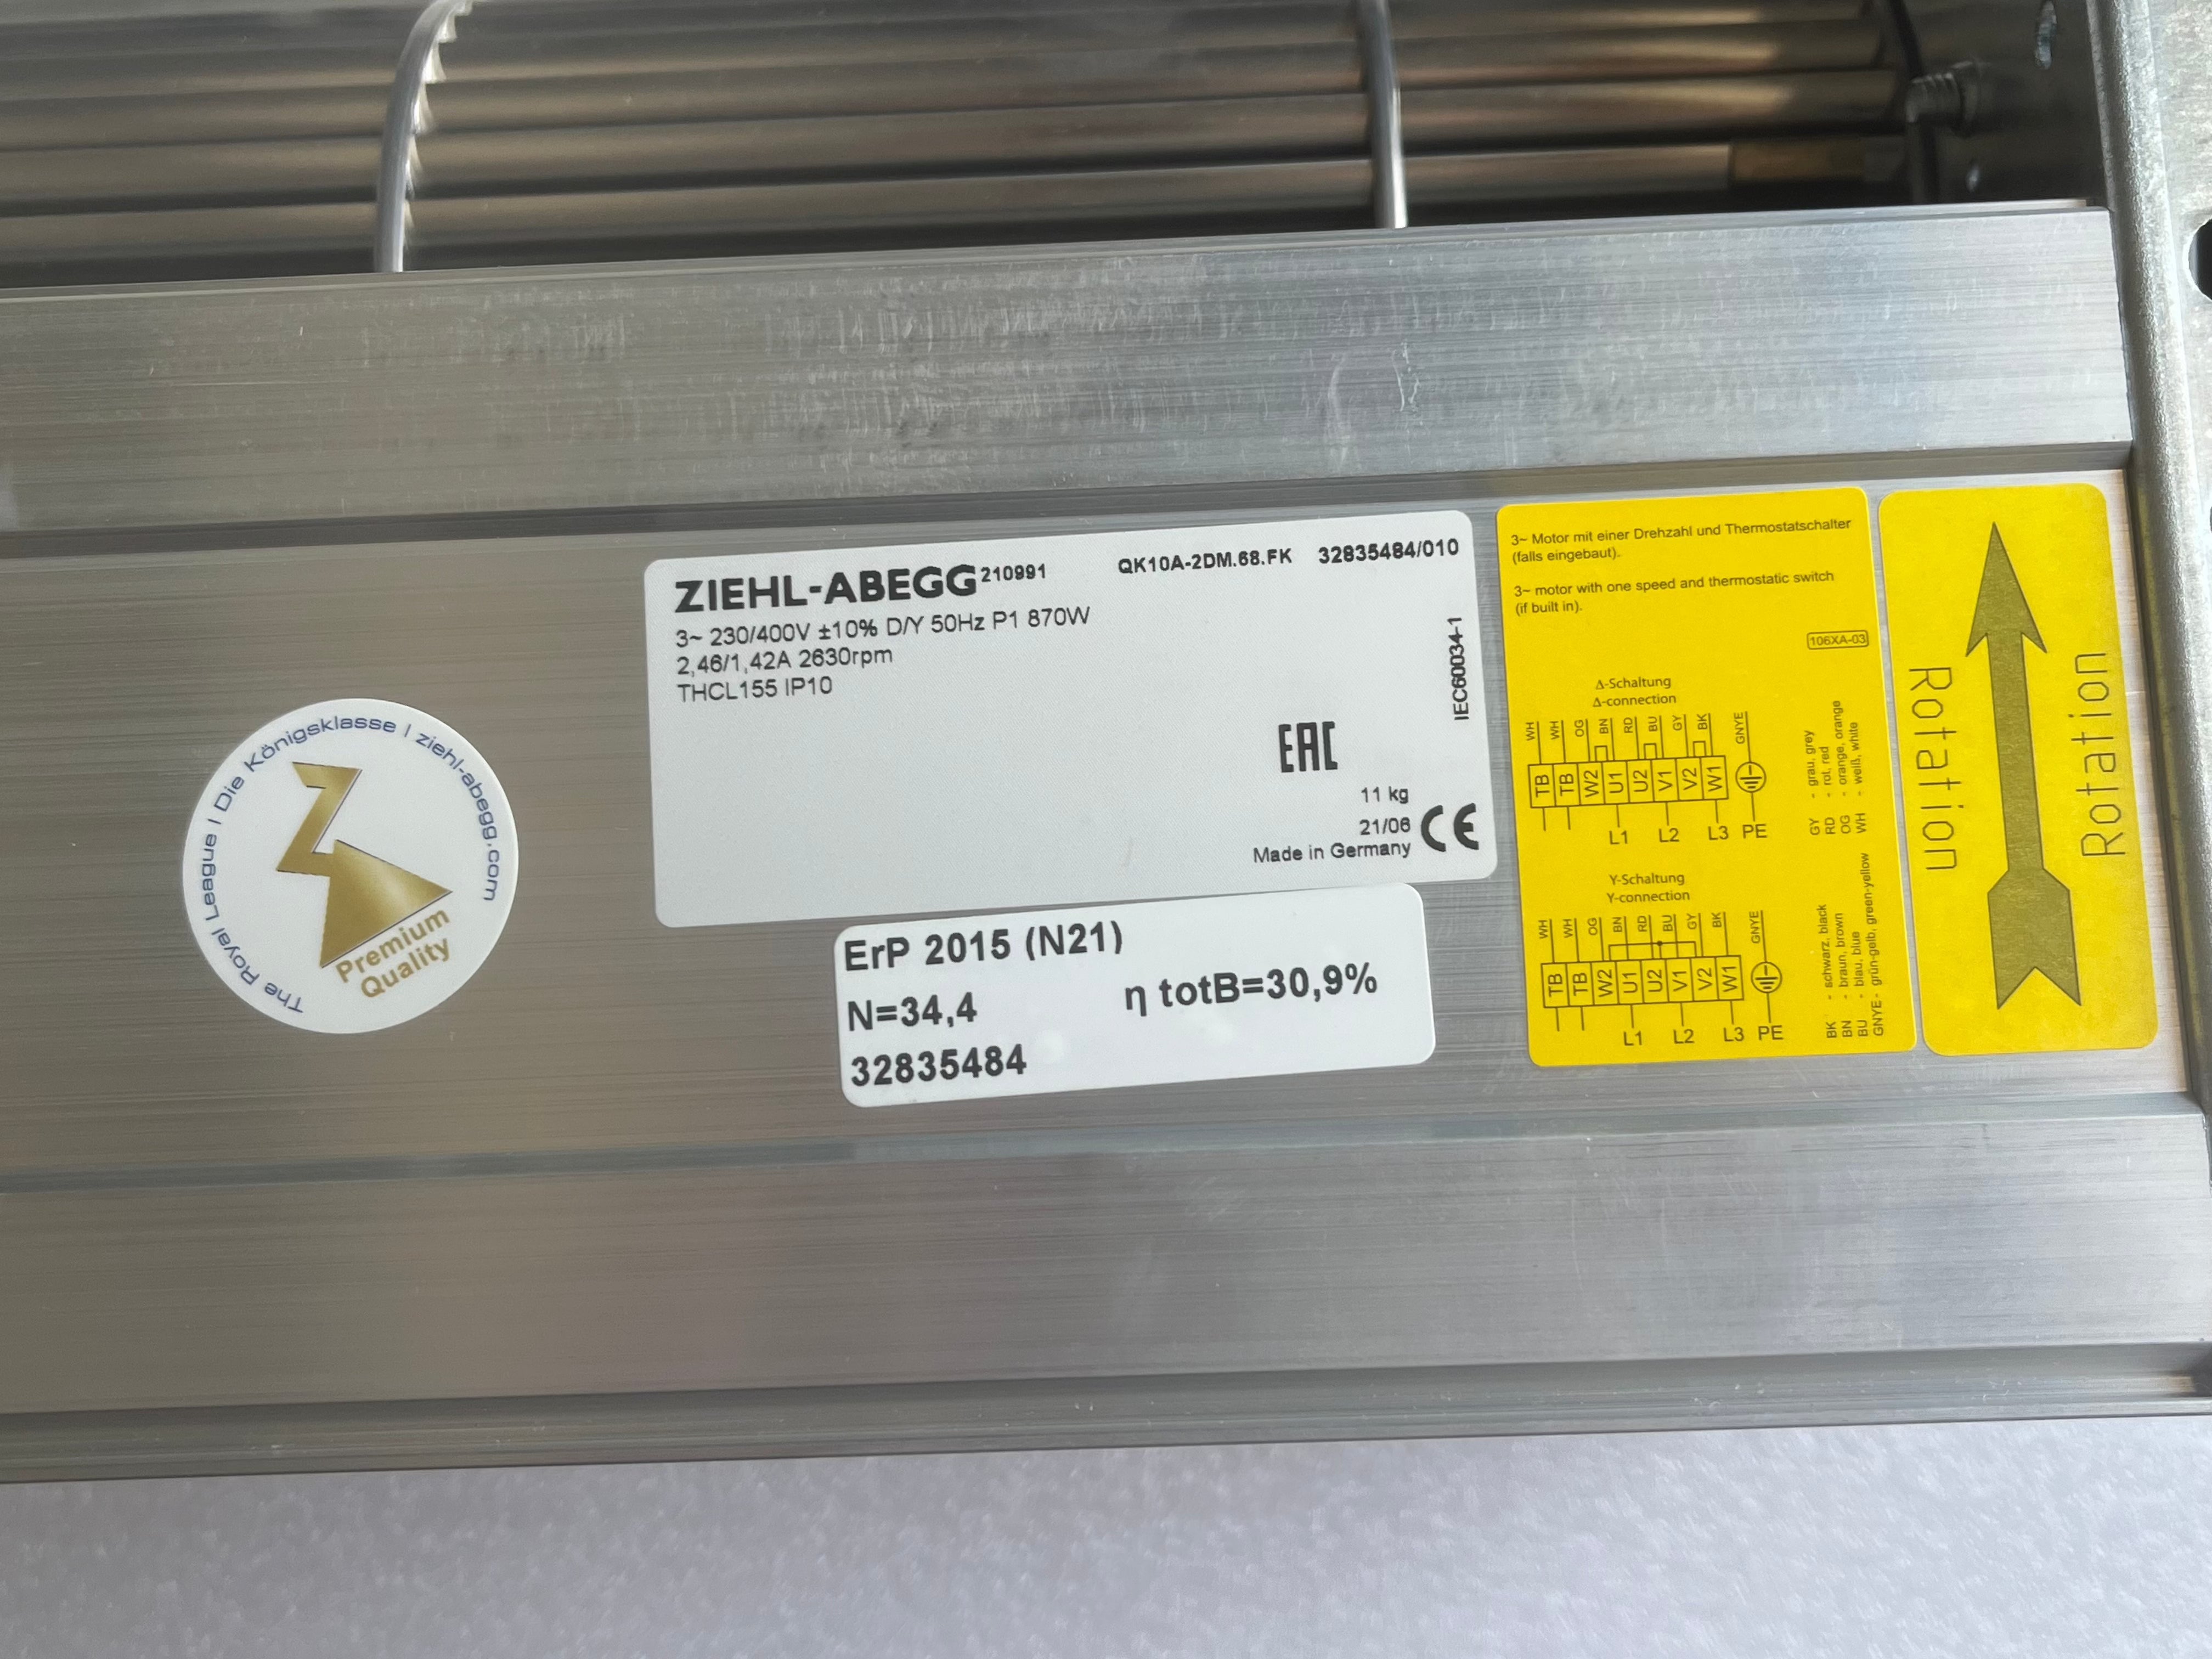 The Royal League | Die Königsklasse | ziehl-abegg.com
Premium
Quality
ZIEHL-ABEGG 210991 QK10A-2DM.68.FK 32835484/010
3~ 230/400V ±10% D/Y 50Hz P1 870W
2,46/1,42A 2630rpm
THCL155 IP10
IEC60034-1
EAC
11 kg
21/06
Made in Germany CE
ErP 2015 (N21)
N=34,4 η totB=30,9%
32835484
3~ Motor mit einer Drehzahl und Thermostatschalter
(falls eingebaut).
3~ motor with one speed and thermostatic switch
(if built in).
106XA-03
Δ-Schaltung
Δ-connection
WH WH OG BN RD BU GY BK GNYE
TB TB W2 U1 U2 V1 V2 W1
L1 L2 L3 PE
Y-Schaltung
Y-connection
WH WH OG BN RD BU GY BK GNYE
TB TB W2 U1 U2 V1 V2 W1
L1 L2 L3 PE
GY - grau, grey
RD - rot, red
OG - orange, orange
WH - weiß, white
BK - schwarz, black
BN - braun, brown
BU - blau, blue
GNYE - grün-gelb, green-yellow
Rotation
Rotation